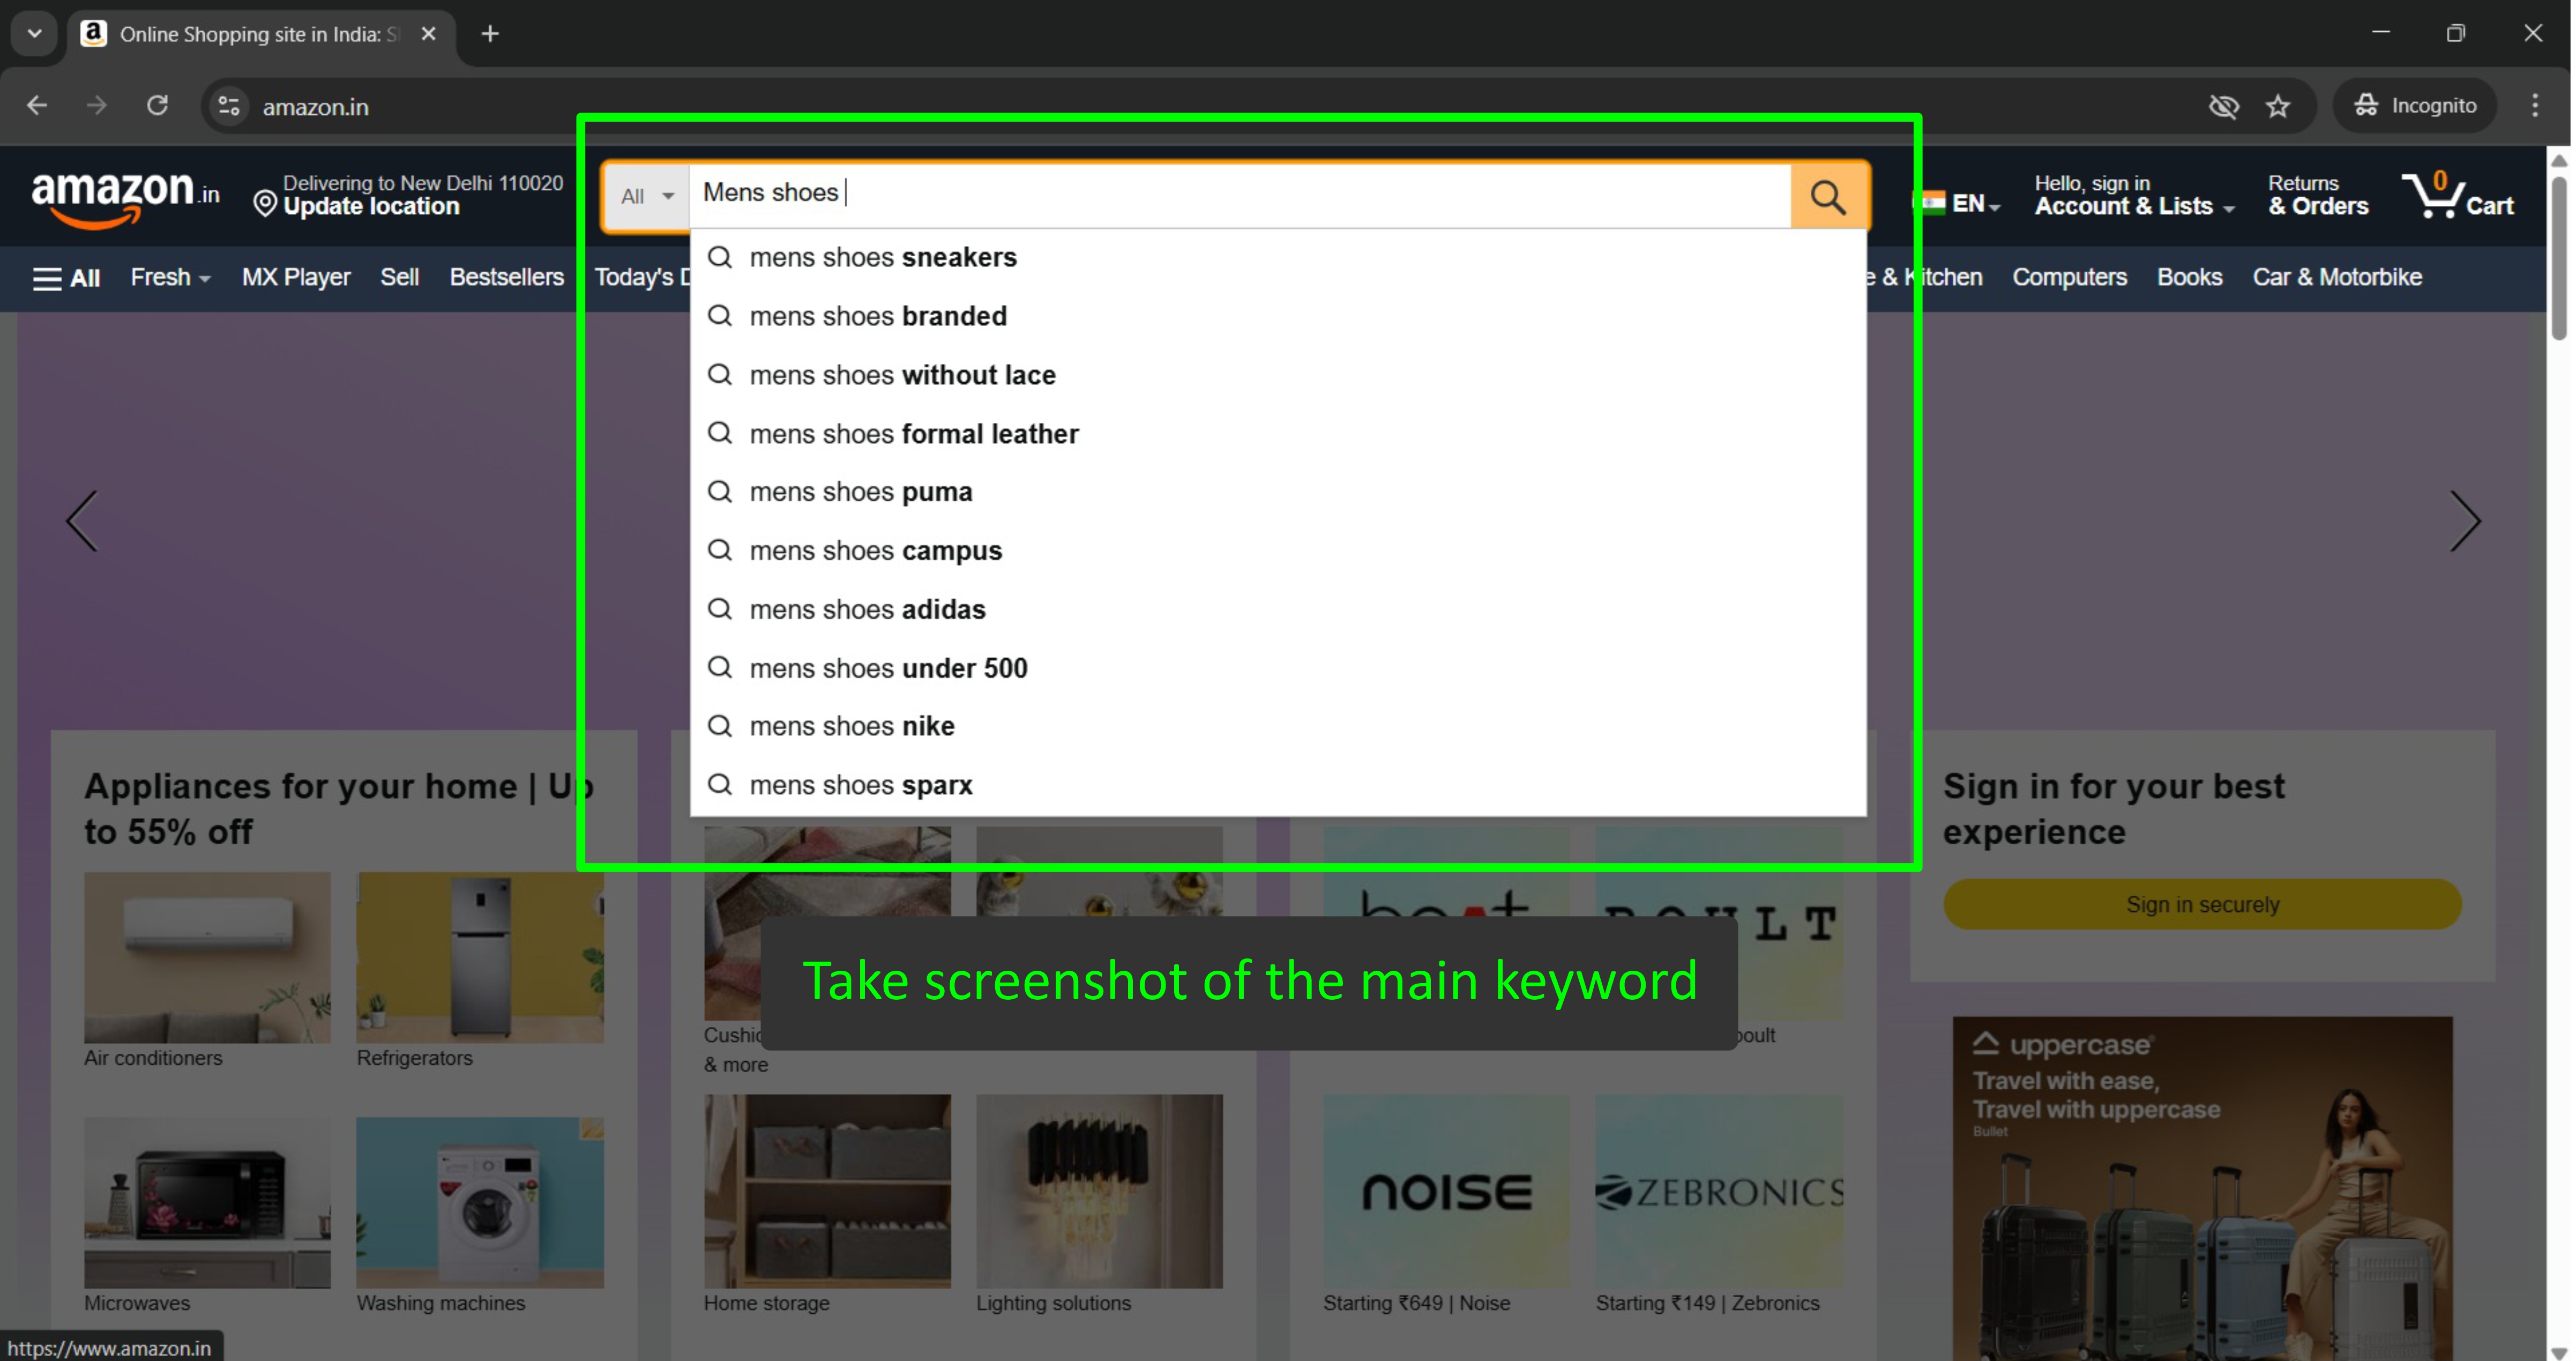 Online Shopping site in India: S
amazon.in
Incognito
amazon.in
Delivering to New Delhi 110020
Update location
All
Mens shoes
EN
Hello, sign in
Account & Lists
Returns
& Orders
0
Cart
All
Fresh
MX Player
Sell
Bestsellers
Today's D
e & Kitchen
Computers
Books
Car & Motorbike
mens shoes sneakers
mens shoes branded
mens shoes without lace
mens shoes formal leather
mens shoes puma
mens shoes campus
mens shoes adidas
mens shoes under 500
mens shoes nike
mens shoes sparx
Appliances for your home | Up
to 55% off
Air conditioners
Refrigerators
Microwaves
Washing machines
Cushio
& more
Home storage
Lighting solutions
boAt
BOULT
boult
NOISE
ZEBRONICS
Starting ₹649 | Noise
Starting ₹149 | Zebronics
Take screenshot of the main keyword
Sign in for your best
experience
Sign in securely
uppercase
Travel with ease,
Travel with uppercase
Bullet
https://www.amazon.in